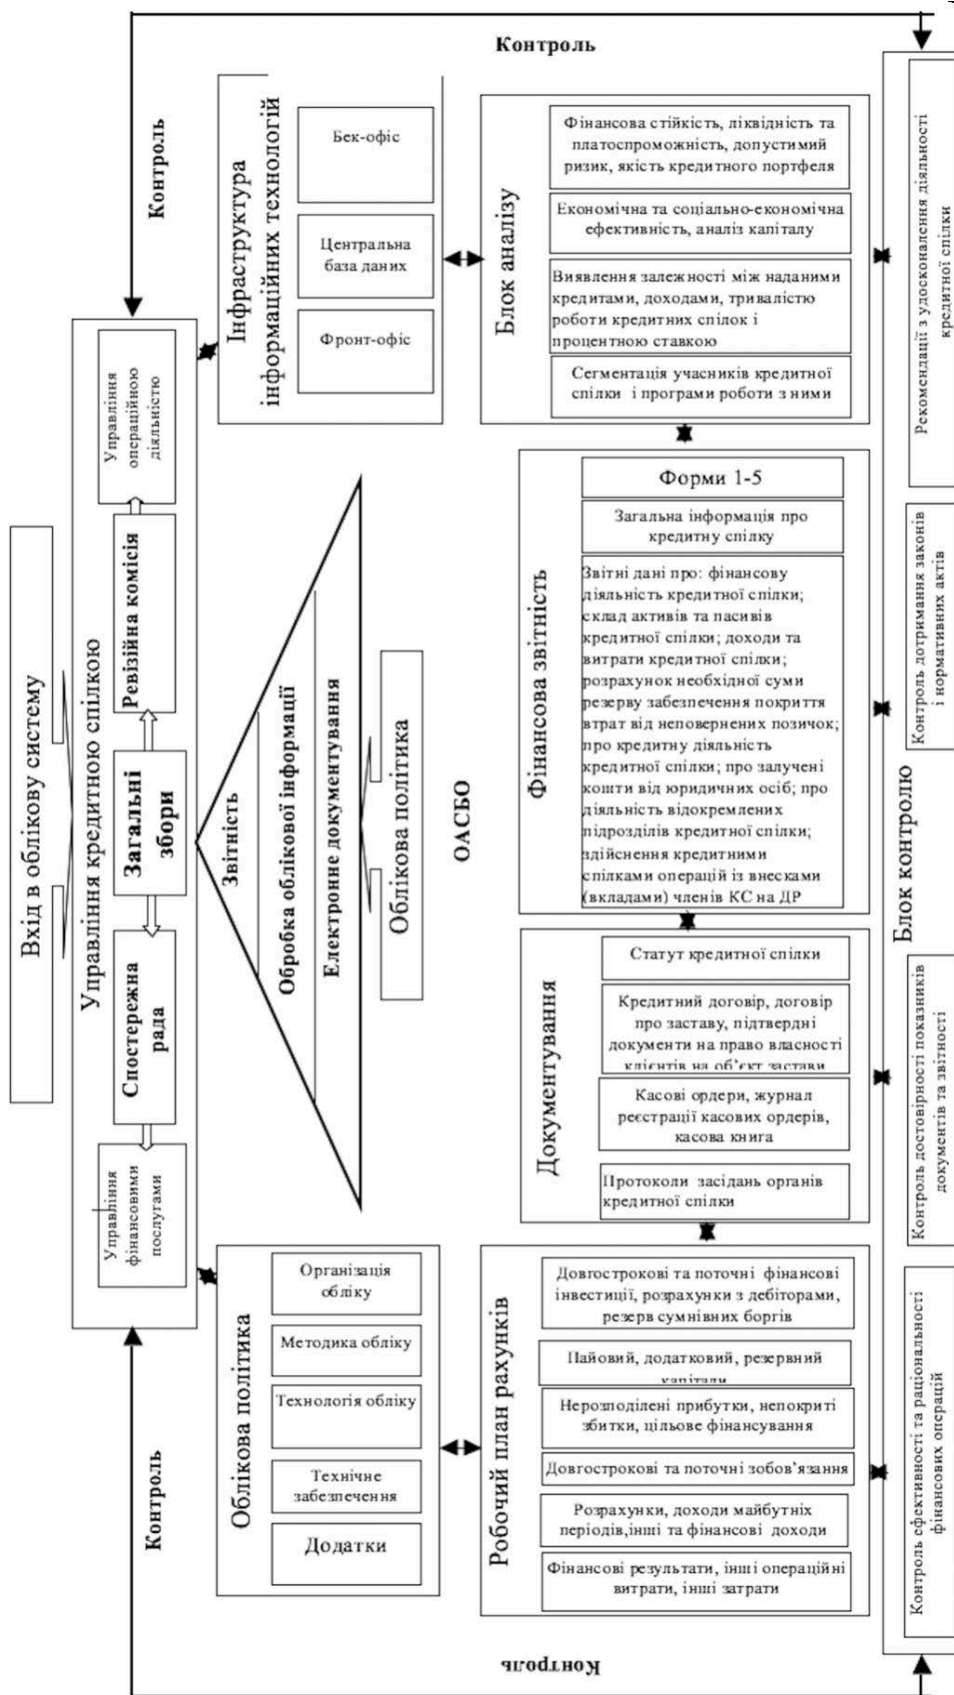 Контроль
Контроль
Вхід в облікову систему
Управління кредитною спілкою
Управління
операційною
діяльністю
Ревізійна комісія
Загальні
збори
Спостережна
рада
Управління
фінансовими
послугами
Інфраструктура
інформаційних технологій
Бек-офіс
Центральна
база даних
Фронт-офіс
Звітність
Обробка облікової інформації
Електронне документування
Облікова політика
ОАСБО
Облікова політика
Організація
обліку
Методика обліку
Технологія обліку
Технічне
забезпечення
Додатки
Контроль
Контроль
Блок аналізу
Фінансова стійкість, ліквідність та
платоспроможність, допустимий
ризик, якість кредитного портфеля
Економічна та соціально-економічна
ефективність, аналіз капіталу
Виявлення залежності між наданими
кредитами, доходами, тривалістю
роботи кредитних спілок і
процентною ставкою
Сегментація учасників кредитної
спілки і програми роботи з ними
Фінансова звітність
Форми 1-5
Загальна інформація про
кредитну спілку
Звітні дані про: фінансову
діяльність кредитної спілки;
склад активів та пасивів
кредитної спілки; доходи та
витрати кредитної спілки;
розрахунок необхідної суми
резерву забезпечення покриття
втрат від неповернених позичок;
про кредитну діяльність
кредитної спілки; про залучені
кошти від юридичних осіб; про
діяльність відокремлених
підрозділів кредитної спілки;
здійснення кредитними
спілками операцій із внесками
(вкладами) членів КС на ДР
Документування
Статут кредитної спілки
Кредитний договір, договір
про заставу, підтвердні
документи на право власності
клієнтів на об’єкт застави
Касові ордери, журнал
реєстрації касових ордерів,
касова книга
Протоколи засідань органів
кредитної спілки
Робочий план рахунків
Довгострокові та поточні фінансові
інвестиції, розрахунки з дебіторами,
резерв сумнівних боргів
Пайовий, додатковий, резервний
капітали
Нерозподілені прибутки, непокриті
збитки, цільове фінансування
Довгострокові та поточні зобов’язання
Розрахунки, доходи майбутніх
періодів,інші та фінансові доходи
Фінансові результати, інші операційні
витрати, інші затрати
Блок контролю
Рекомендації з удосконалення діяльності
кредитної спілки
Контроль дотримання законів
і нормативних актів
Контроль достовірності показників
документів та звітності
Контроль ефективності та раціональності
фінансових операцій